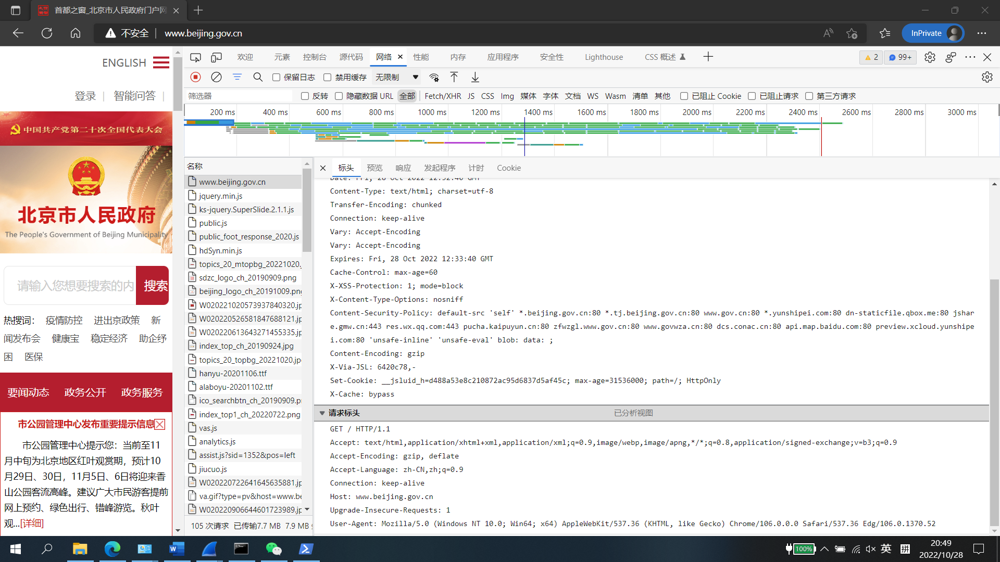 首都之窗_北京市人民政府门户网
不安全
www.beijing.gov.cn
InPrivate
ENGLISH
登录 | 智能问答 |
中国共产党第二十次全国代表大会
北京市人民政府
The People's Government of Beijing Municipality
请输入您想要搜索的内
搜索
热搜词： 疫情防控 进出京政策 新
闻发布会 健康宝 稳定经济 助企纾
困 医保
要闻动态 政务公开 政务服务
市公园管理中心发布重要提示信息
市公园管理中心提示您：当前至11
月中旬为北京地区红叶观赏期，预计10
月29日、30日，11月5日、6日将迎来香
山公园客流高峰。建议广大市民游客提前
网上预约、绿色出行、错峰游览。秋叶
观...[详细]
欢迎 元素 控制台 源代码 网络 性能 内存 应用程序 安全性 Lighthouse CSS 概述
2 99+
保留日志 禁用缓存 无限制
筛选器 反转 隐藏数据 URL 全部 Fetch/XHR JS CSS Img 媒体 字体 文档 WS Wasm 清单 其他 已阻止 Cookie 已阻止请求 第三方请求
200 ms 400 ms 600 ms 800 ms 1000 ms 1200 ms 1400 ms 1600 ms 1800 ms 2000 ms 2200 ms 2400 ms 2600 ms 2800 ms 3000 ms
名称
www.beijing.gov.cn
jquery.min.js
ks-jquery.SuperSlide.2.1.1.js
public.js
public_foot_response_2020.js
hdSyn.min.js
topics_20_mtopbg_20221020.
sdzc_logo_ch_20190909.png
beijing_logo_ch_20191009.png
W020221020573937840320.jp
W020220526581847688121.jp
W020220613643271455335.jp
index_top_ch_20190924.jpg
topics_20_topbg_20221020.jp
hanyu-20201106.ttf
alaboyu-20201102.ttf
ico_searchbtn_ch_20190909.p
index_top1_ch_20220722.png
vas.js
analytics.js
assist.js?sid=1352&pos=left
jiucuo.js
W020220722641645635881.jp
va.gif?type=pv&host=www.be
W020220906644601723989.jp
105 次请求 已传输7.7 MB 7.9 MB
标头 预览 响应 发起程序 计时 Cookie
Date: Fri, 28 Oct 2022 12:32:40 GMT
Content-Type: text/html; charset=utf-8
Transfer-Encoding: chunked
Connection: keep-alive
Vary: Accept-Encoding
Vary: Accept-Encoding
Expires: Fri, 28 Oct 2022 12:33:40 GMT
Cache-Control: max-age=60
X-XSS-Protection: 1; mode=block
X-Content-Type-Options: nosniff
Content-Security-Policy: default-src 'self' *.beijing.gov.cn:80 *.tj.beijing.gov.cn:80 www.gov.cn:80 *.yunshipei.com:80 dn-staticfile.qbox.me:80 jshar
e.gmw.cn:443 res.wx.qq.com:443 pucha.kaipuyun.cn:80 zfwzgl.www.gov.cn:80 www.govwza.cn:80 dcs.conac.cn:80 api.map.baidu.com:80 preview.xcloud.yunshipe
i.com:80 'unsafe-inline' 'unsafe-eval' blob: data: ;
Content-Encoding: gzip
X-Via-JSL: 6420c78,-
Set-Cookie: __jsluid_h=d488a53e8c210872ac95d6837d5af45c; max-age=31536000; path=/; HttpOnly
X-Cache: bypass
请求标头 已分析视图
GET / HTTP/1.1
Accept: text/html,application/xhtml+xml,application/xml;q=0.9,image/webp,image/apng,*/*;q=0.8,application/signed-exchange;v=b3;q=0.9
Accept-Encoding: gzip, deflate
Accept-Language: zh-CN,zh;q=0.9
Connection: keep-alive
Host: www.beijing.gov.cn
Upgrade-Insecure-Requests: 1
User-Agent: Mozilla/5.0 (Windows NT 10.0; Win64; x64) AppleWebKit/537.36 (KHTML, like Gecko) Chrome/106.0.0.0 Safari/537.36 Edg/106.0.1370.52
100%
英
拼
20:49
2022/10/28